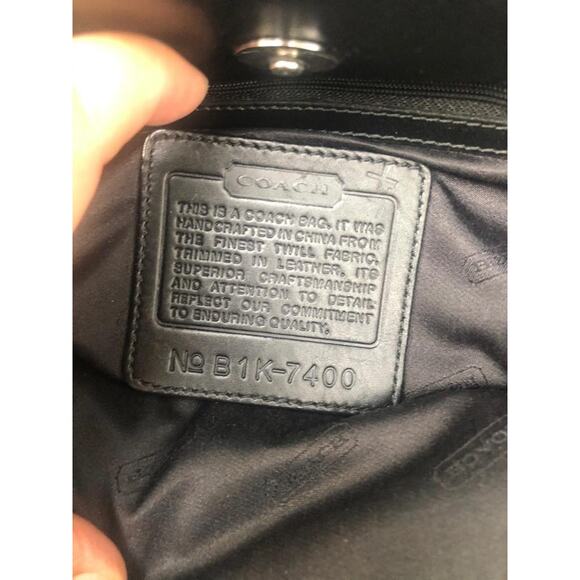 COACH
THIS IS A COACH BAG. IT WAS
HANDCRAFTED IN CHINA FROM
THE FINEST TWILL FABRIC,
TRIMMED IN LEATHER. ITS
SUPERIOR CRAFTSMANSHIP
AND ATTENTION TO DETAIL
REFLECT OUR COMMITMENT
TO ENDURING QUALITY.
No B1K-7400
COACH